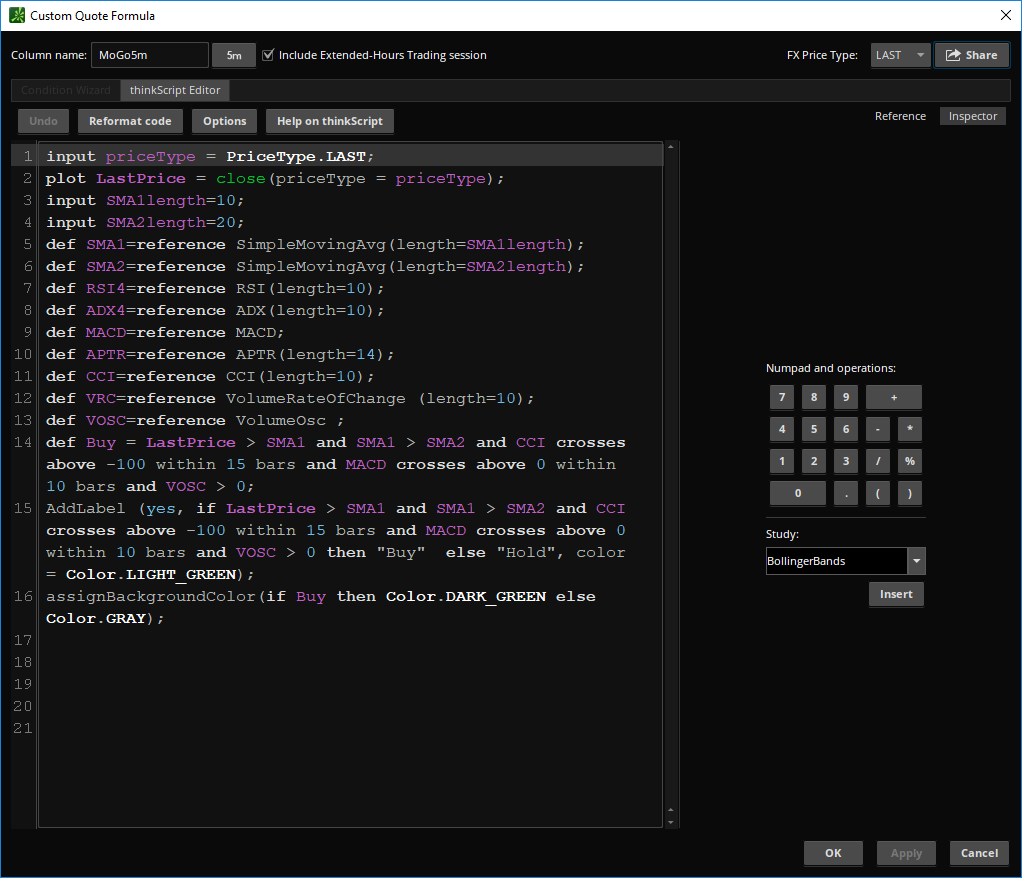 Custom Quote Formula
Column name: MoGo5m 5m Include Extended-Hours Trading session FX Price Type: LAST Share
Condition Wizard thinkScript Editor
Undo Reformat code Options Help on thinkScript Reference Inspector
1 input priceType = PriceType.LAST;
2 plot LastPrice = close(priceType = priceType);
3 input SMA1length=10;
4 input SMA2length=20;
5 def SMA1=reference SimpleMovingAvg(length=SMA1length);
6 def SMA2=reference SimpleMovingAvg(length=SMA2length);
7 def RSI4=reference RSI(length=10);
8 def ADX4=reference ADX(length=10);
9 def MACD=reference MACD;
10 def APTR=reference APTR(length=14);
11 def CCI=reference CCI(length=10);
12 def VRC=reference VolumeRateOfChange (length=10);
13 def VOSC=reference VolumeOsc ;
14 def Buy = LastPrice > SMA1 and SMA1 > SMA2 and CCI crosses
above -100 within 15 bars and MACD crosses above 0 within
10 bars and VOSC > 0;
15 AddLabel (yes, if LastPrice > SMA1 and SMA1 > SMA2 and CCI
crosses above -100 within 15 bars and MACD crosses above 0
within 10 bars and VOSC > 0 then "Buy"  else "Hold", color
= Color.LIGHT_GREEN);
16 assignBackgroundColor(if Buy then Color.DARK_GREEN else
Color.GRAY);
17
18
19
20
21
Numpad and operations:
7 8 9 +
4 5 6 - *
1 2 3 / %
0 . ( )
Study:
BollingerBands
Insert
OK Apply Cancel